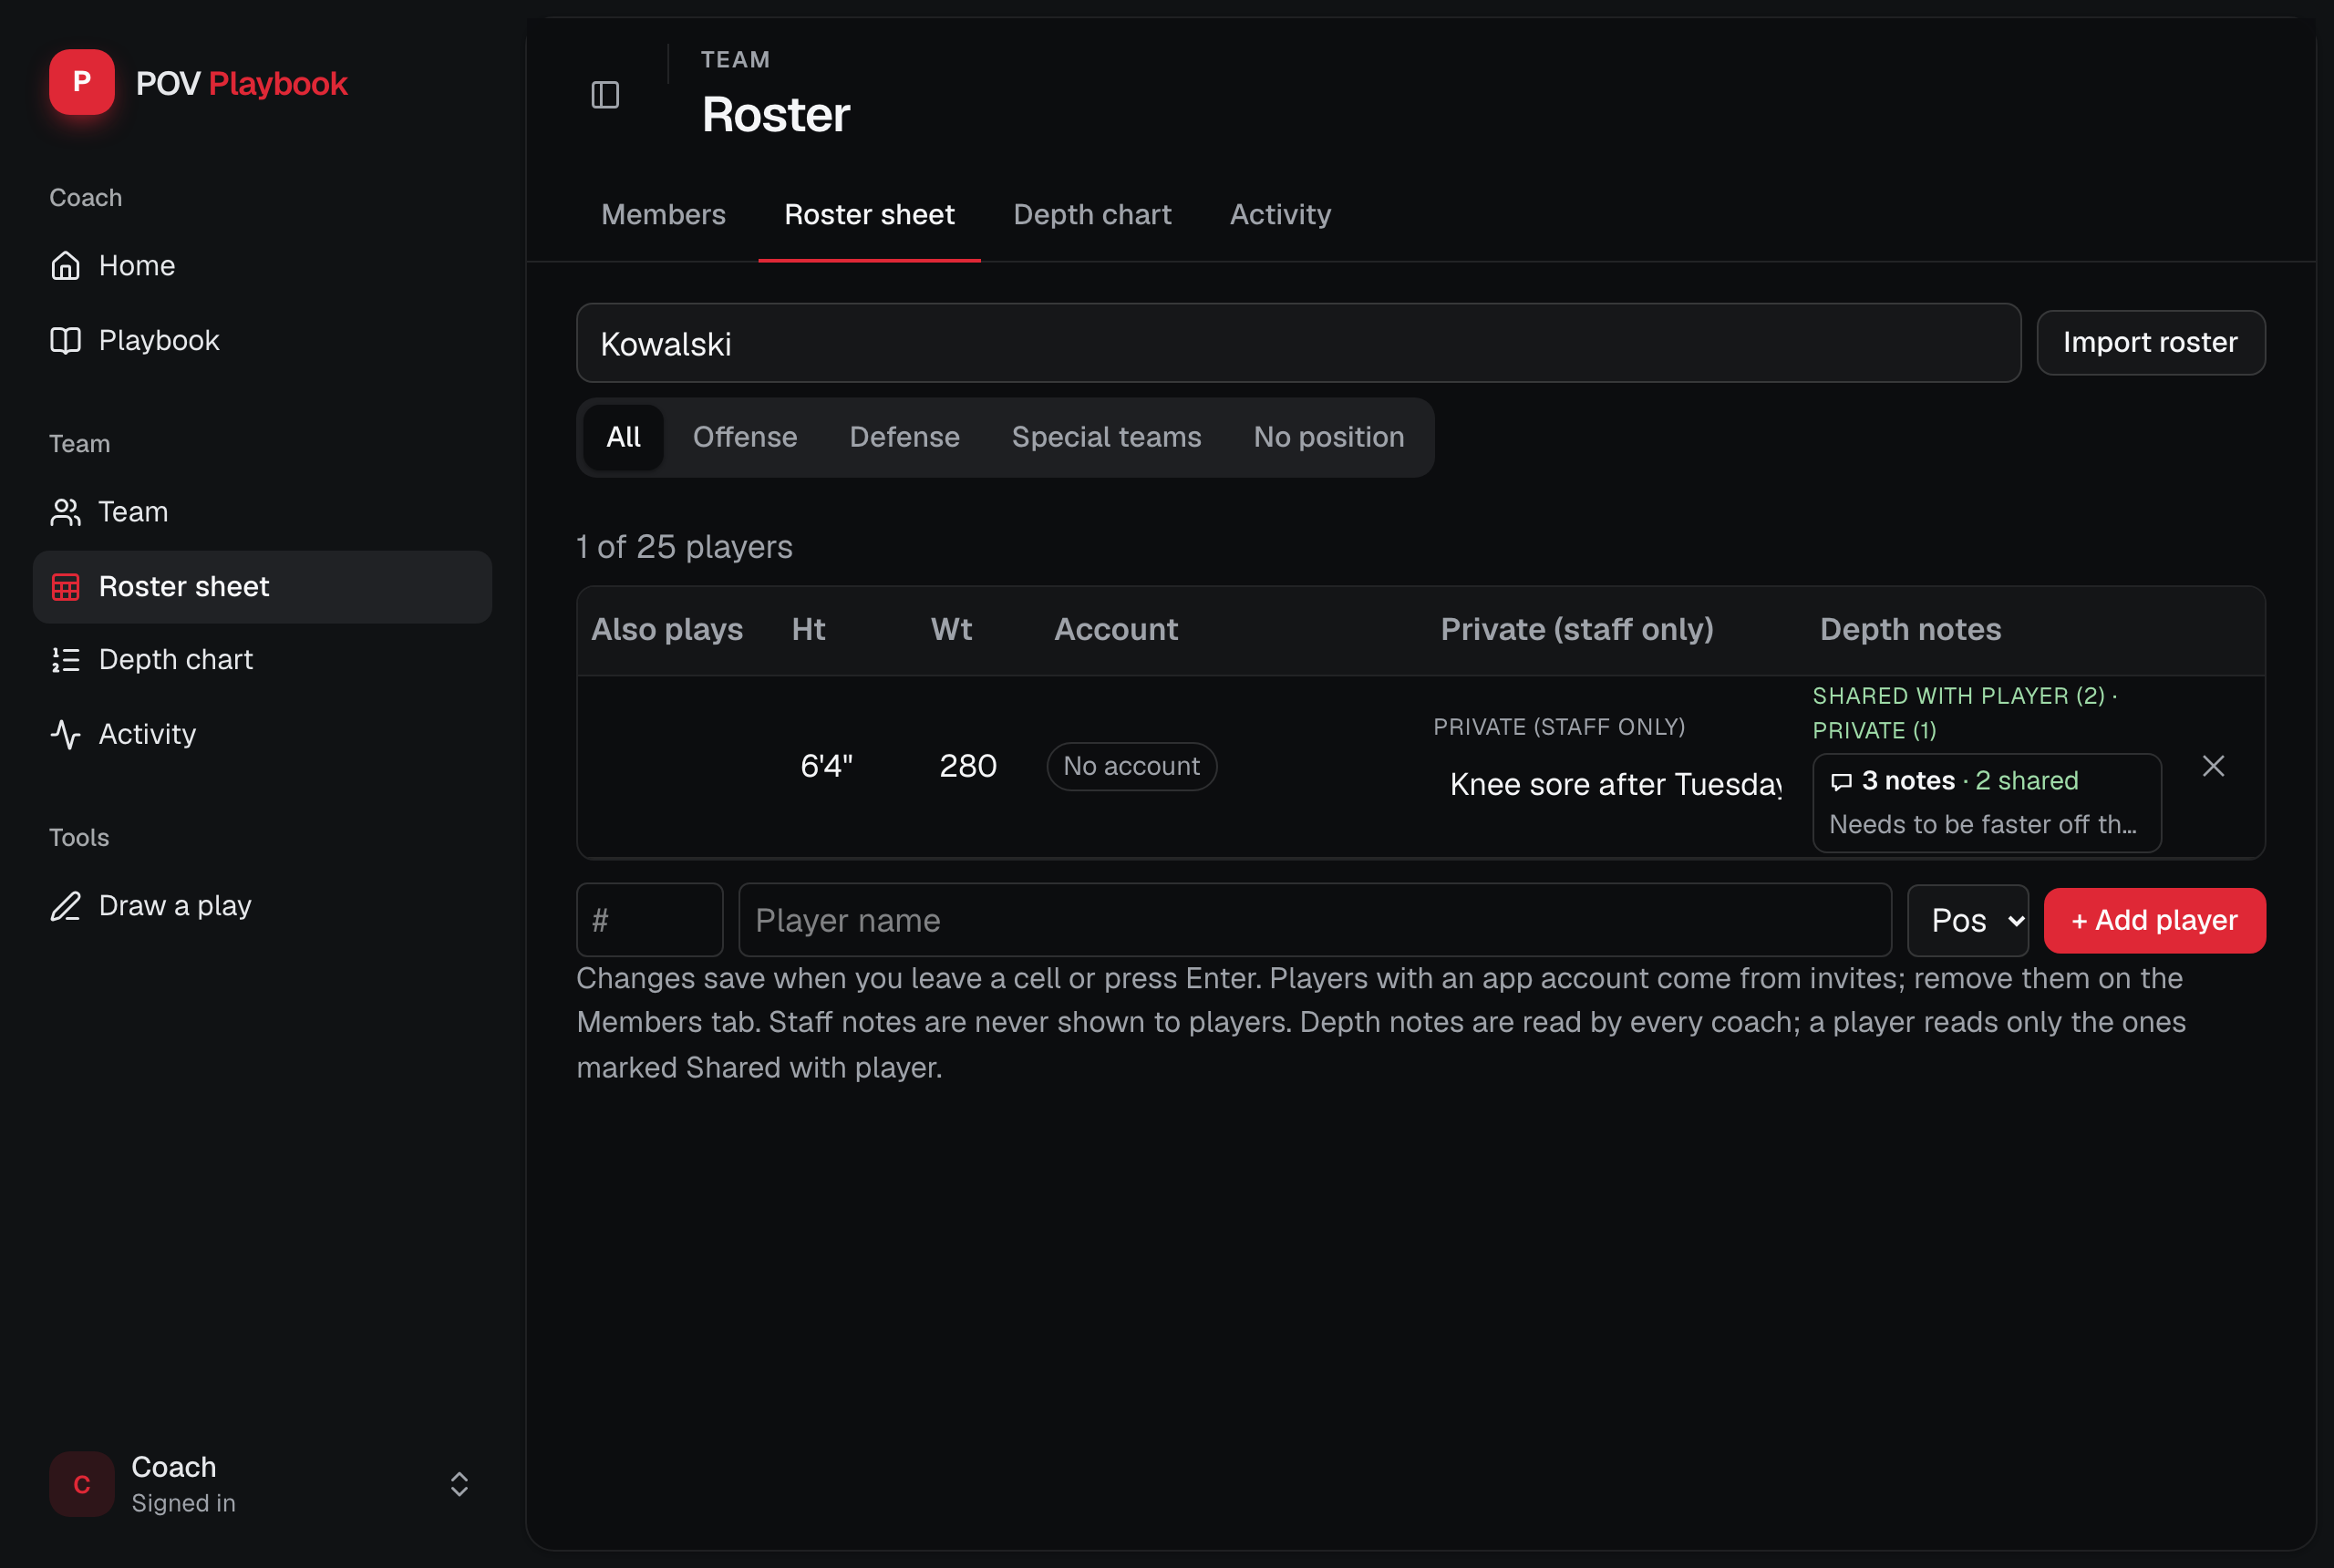 P
POV Playbook
Coach
Home
Playbook
Team
Team
Roster sheet
Depth chart
Activity
Tools
Draw a play
C
Coach
Signed in
TEAM
Roster
Members
Roster sheet
Depth chart
Activity
Kowalski
Import roster
All
Offense
Defense
Special teams
No position
1 of 25 players
Also plays
Ht
Wt
Account
Private (staff only)
Depth notes
6'4"
280
No account
PRIVATE (STAFF ONLY)
Knee sore after Tuesday
SHARED WITH PLAYER (2) ·
PRIVATE (1)
3 notes · 2 shared
Needs to be faster off th...
#
Player name
Pos
+ Add player
Changes save when you leave a cell or press Enter. Players with an app account come from invites; remove them on the
Members tab. Staff notes are never shown to players. Depth notes are read by every coach; a player reads only the ones
marked Shared with player.